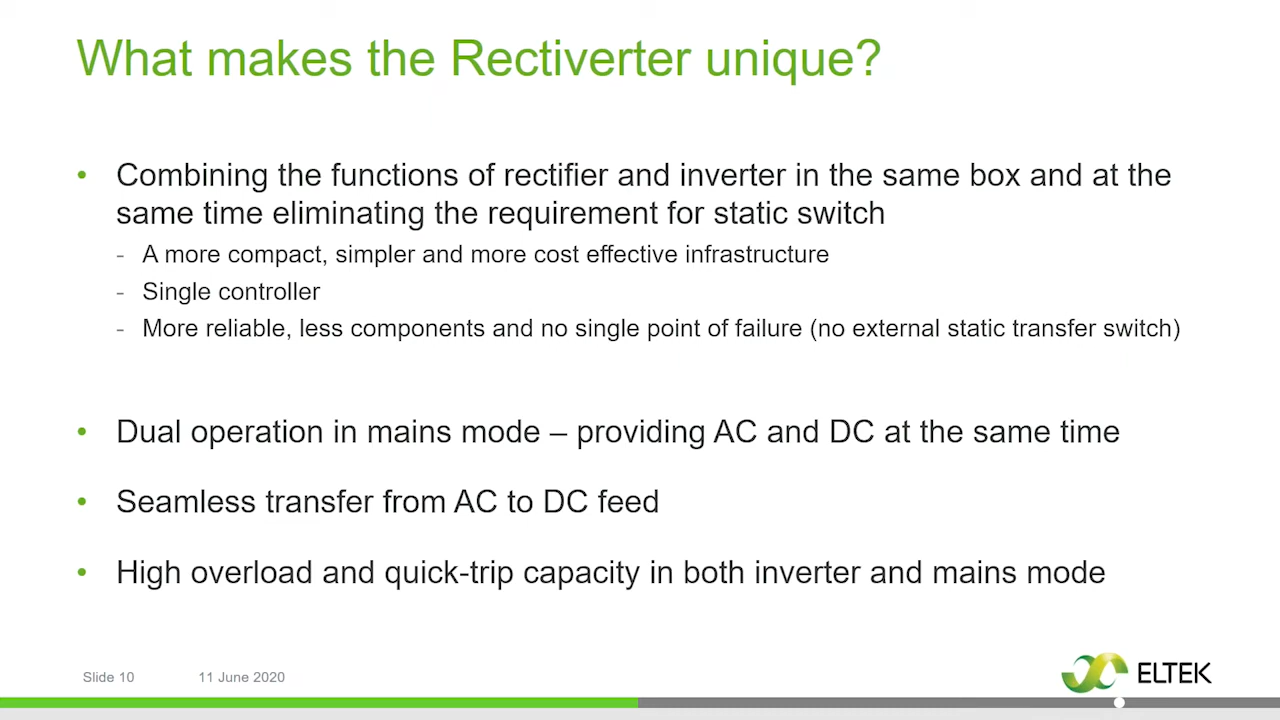 What makes the Rectiverter unique?
• Combining the functions of rectifier and inverter in the same box and at the
same time eliminating the requirement for static switch
- A more compact, simpler and more cost effective infrastructure
- Single controller
- More reliable, less components and no single point of failure (no external static transfer switch)
• Dual operation in mains mode – providing AC and DC at the same time
• Seamless transfer from AC to DC feed
• High overload and quick-trip capacity in both inverter and mains mode
Slide 10 11 June 2020
ELTEK